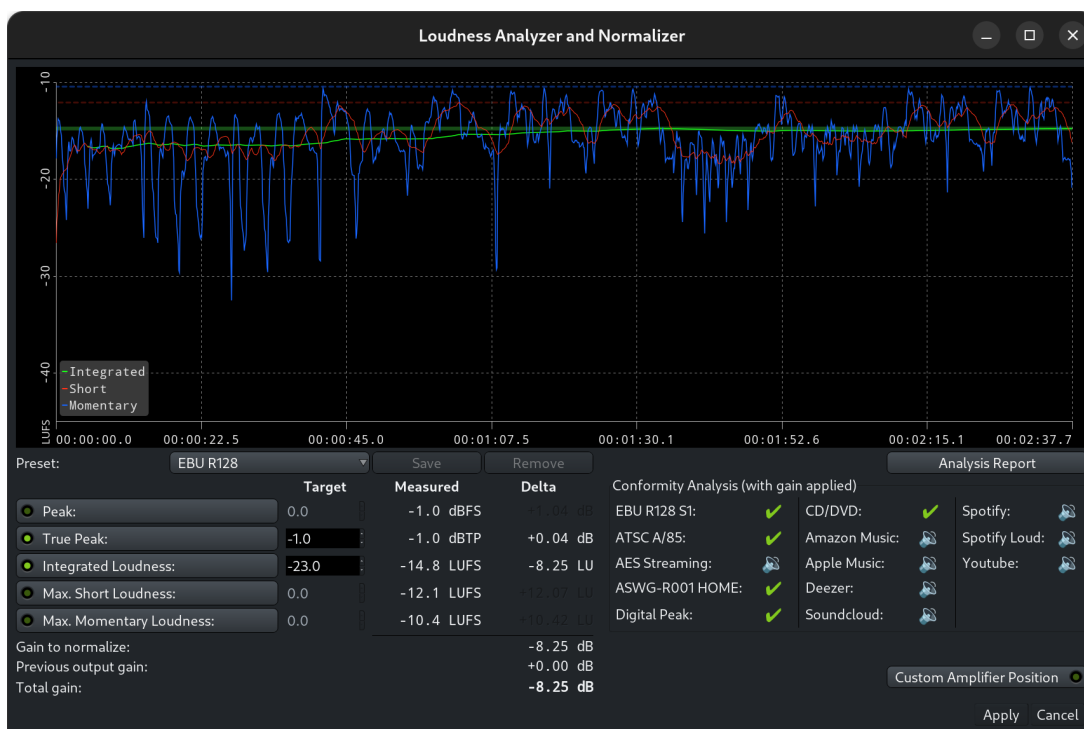 Loudness Analyzer and Normalizer
-10
-20
-30
-40
LUFS
-Integrated
-Short
-Momentary
00:00:00.0 00:00:22.5 00:00:45.0 00:01:07.5 00:01:30.1 00:01:52.6 00:02:15.1 00:02:37.7
Preset: EBU R128 Save Remove Analysis Report
Target Measured Delta Conformity Analysis (with gain applied)
Peak: 0.0 -1.0 dBFS -1.04 dB EBU R128 S1: CD/DVD: Spotify:
True Peak: -1.0 -1.0 dBTP +0.04 dB ATSC A/85: Amazon Music: Spotify Loud:
Integrated Loudness: -23.0 -14.8 LUFS -8.25 LU AES Streaming: Apple Music: Youtube:
Max. Short Loudness: 0.0 -12.1 LUFS +12.07 LU ASWG-R001 HOME: Deezer:
Max. Momentary Loudness: 0.0 -10.4 LUFS +10.42 LU Digital Peak: Soundcloud:
Gain to normalize: -8.25 dB
Previous output gain: +0.00 dB
Total gain: -8.25 dB
Custom Amplifier Position
Apply Cancel